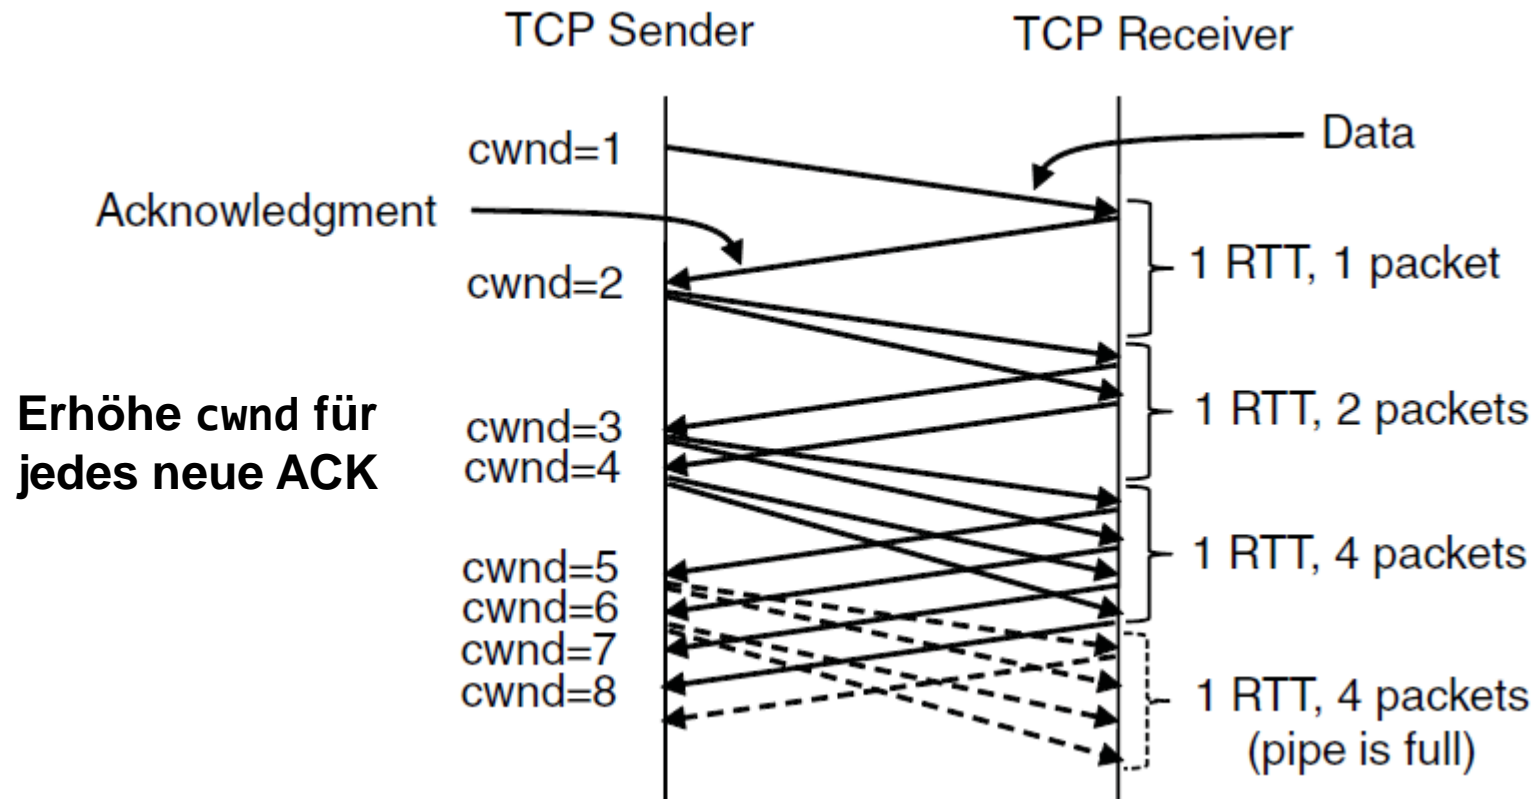 TCP Sender
TCP Receiver
cwnd=1
Data
Acknowledgment
1 RTT, 1 packet
cwnd=2
Erhöhe cwnd für
jedes neue ACK
1 RTT, 2 packets
cwnd=3
cwnd=4
1 RTT, 4 packets
cwnd=5
cwnd=6
cwnd=7
cwnd=8
1 RTT, 4 packets
(pipe is full)